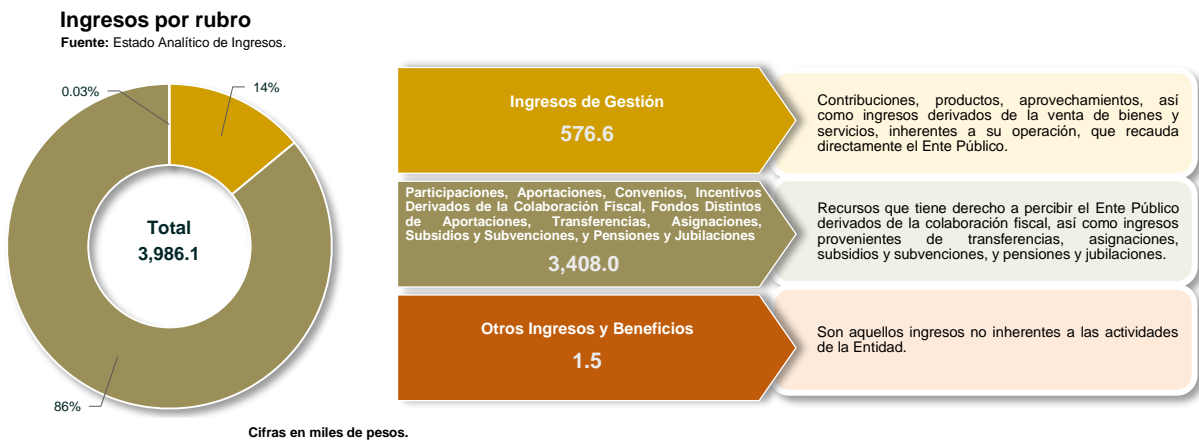 Ingresos por rubro
Fuente: Estado Analítico de Ingresos.
0.03%
14%
Total
3,986.1
86%
Ingresos de Gestión
576.6
Contribuciones, productos, aprovechamientos, así
como ingresos derivados de la venta de bienes y
servicios, inherentes a su operación, que recauda
directamente el Ente Público.
Participaciones, Aportaciones, Convenios, Incentivos
Derivados de la Colaboración Fiscal, Fondos Distintos
de Aportaciones, Transferencias, Asignaciones,
Subsidios y Subvenciones, y Pensiones y Jubilaciones
3,408.0
Recursos que tiene derecho a percibir el Ente Público
derivados de la colaboración fiscal, así como ingresos
provenientes de transferencias, asignaciones,
subsidios y subvenciones, y pensiones y jubilaciones.
Otros Ingresos y Beneficios
1.5
Son aquellos ingresos no inherentes a las actividades
de la Entidad.
Cifras en miles de pesos.